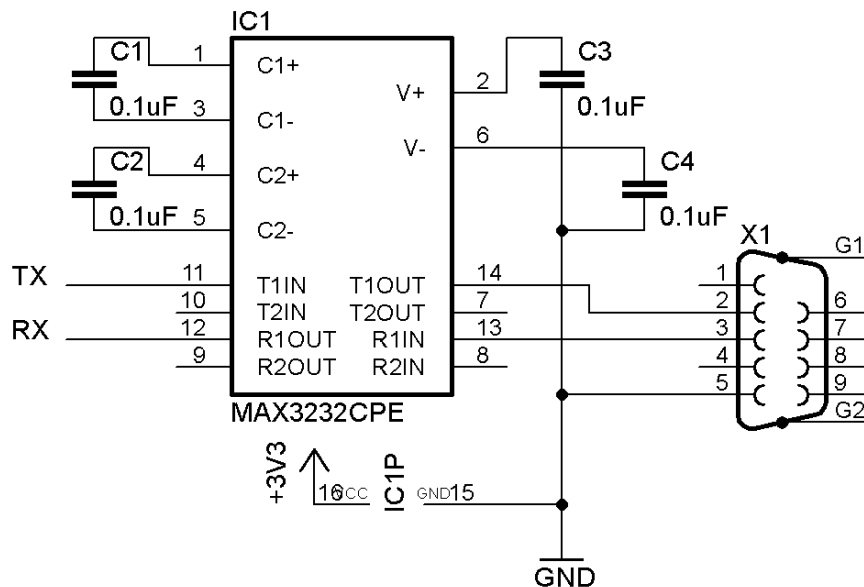 IC1
C1
0.1uF
1
3
C1+
C1-
C2
0.1uF
4
5
C2+
C2-
V+
2
V-
6
C3
0.1uF
C4
0.1uF
TX
11
T1IN
T1OUT
14
10
T2IN
T2OUT
7
RX
12
R1OUT
R1IN
13
9
R2OUT
R2IN
8
MAX3232CPE
X1
G1
1
2
3
4
5
6
7
8
9
G2
+3V3
16
VCC
IC1P
GND
15
GND